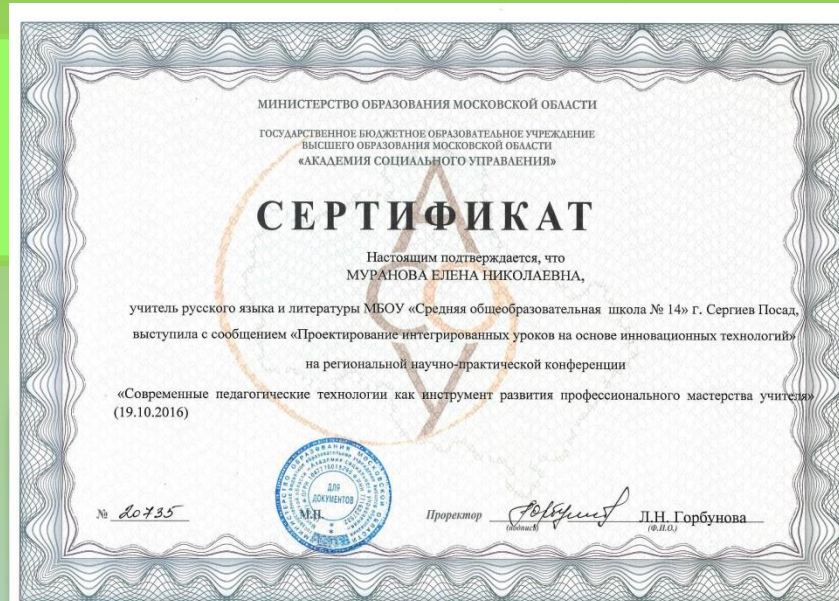 МИНИСТЕРСТВО ОБРАЗОВАНИЯ МОСКОВСКОЙ ОБЛАСТИ
ГОСУДАРСТВЕННОЕ БЮДЖЕТНОЕ ОБРАЗОВАТЕЛЬНОЕ УЧРЕЖДЕНИЕ
ВЫСШЕГО ОБРАЗОВАНИЯ МОСКОВСКОЙ ОБЛАСТИ
«АКАДЕМИЯ СОЦИАЛЬНОГО УПРАВЛЕНИЯ»
СЕРТИФИКАТ
Настоящим подтверждается, что
МУРАНОВА ЕЛЕНА НИКОЛАЕВНА,
учитель русского языка и литературы МБОУ «Средняя общеобразовательная школа № 14» г. Сергиев Посад,
выступила с сообщением «Проектирование интегрированных уроков на основе инновационных технологий»
на региональной научно-практической конференции
«Современные педагогические технологии как инструмент развития профессионального мастерства учителя»
(19.10.2016)
ДЛЯ
ДОКУМЕНТОВ
№ 20735 М.П. Проректор Л.Н. Горбунова
(подпись) (Ф.И.О.)